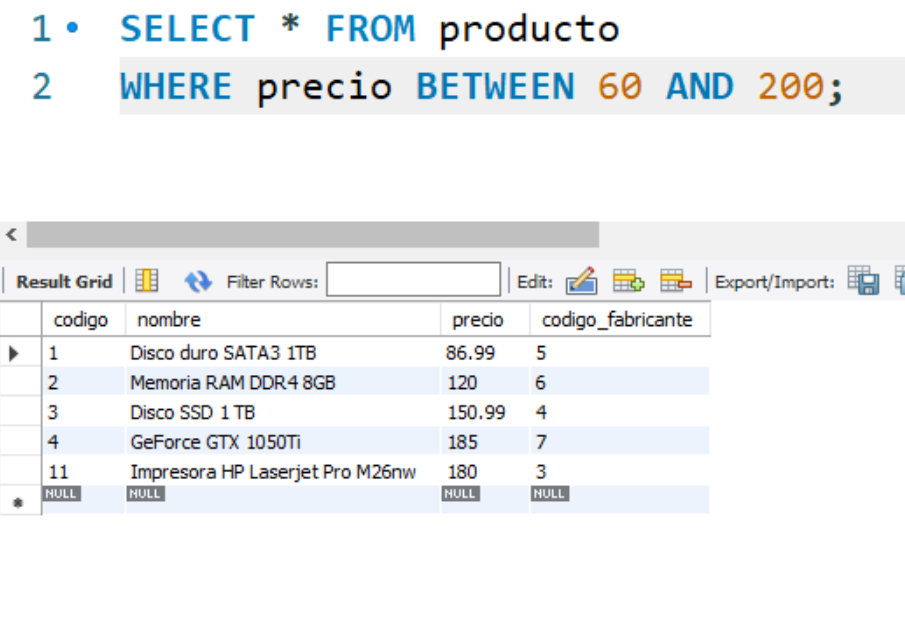 1 SELECT * FROM producto
2 WHERE precio BETWEEN 60 AND 200;
Result Grid Filter Rows: Edit: Export/Import:
codigo nombre precio codigo_fabricante
1 Disco duro SATA3 1TB 86.99 5
2 Memoria RAM DDR4 8GB 120 6
3 Disco SSD 1 TB 150.99 4
4 GeForce GTX 1050Ti 185 7
11 Impresora HP Laserjet Pro M26nw 180 3
NULL NULL NULL NULL